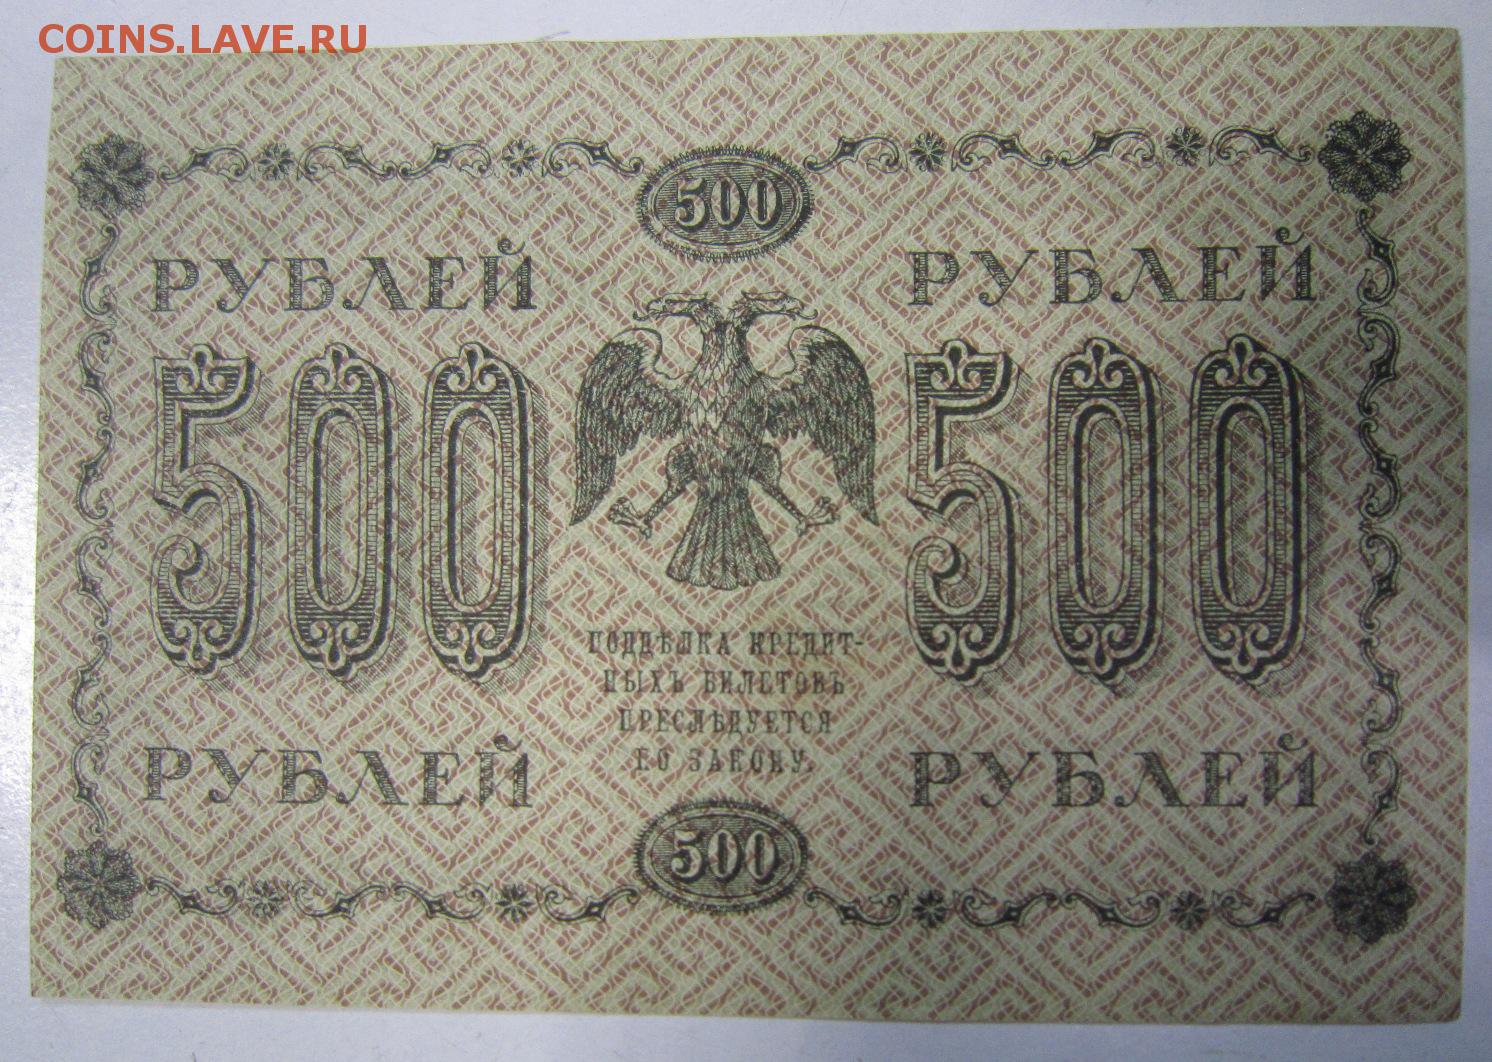 COINS.LAVE.RU
500
РУБЛЕЙ
РУБЛЕЙ
500
500
ПОДДѢЛКА КРЕДИТ-
НЫХЪ БИЛЕТОВЪ
ПРЕСЛѢДУЕТСЯ
ПО ЗАКОНУ.
РУБЛЕЙ
РУБЛЕЙ
500